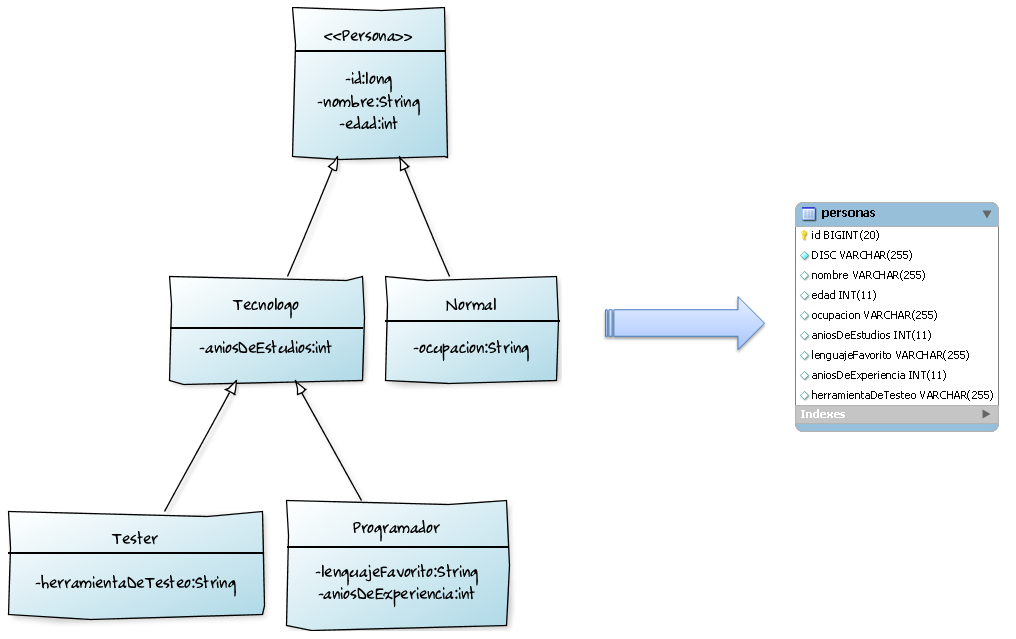 <<Persona>>
-id:long
-nombre:String
-edad:int
Tecnologo
-aniosDeEstudios:int
Normal
-ocupacion:String
Tester
-herramientaDeTesteo:String
Programador
-lenguajeFavorito:String
-aniosDeExperiencia:int
personas
id BIGINT(20)
DISC VARCHAR(255)
nombre VARCHAR(255)
edad INT(11)
ocupacion VARCHAR(255)
aniosDeEstudios INT(11)
lenguajeFavorito VARCHAR(255)
aniosDeExperiencia INT(11)
herramientaDeTesteo VARCHAR(255)
Indexes